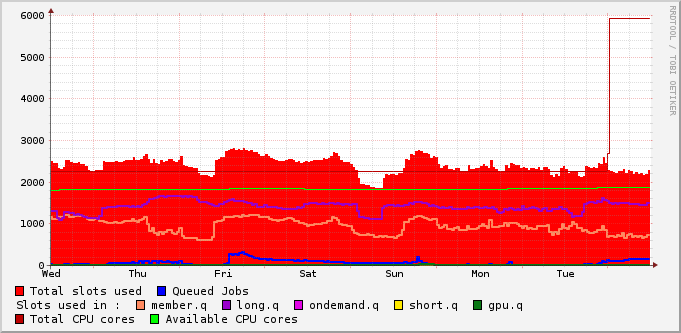 6000
5000
4000
3000
2000
1000
0
Wed Thu Fri Sat Sun Mon Tue
Total slots used Queued Jobs
Slots used in : member.q long.q ondemand.q short.q gpu.q
Total CPU cores Available CPU cores
RRDTOOL / TOBI OETIKER